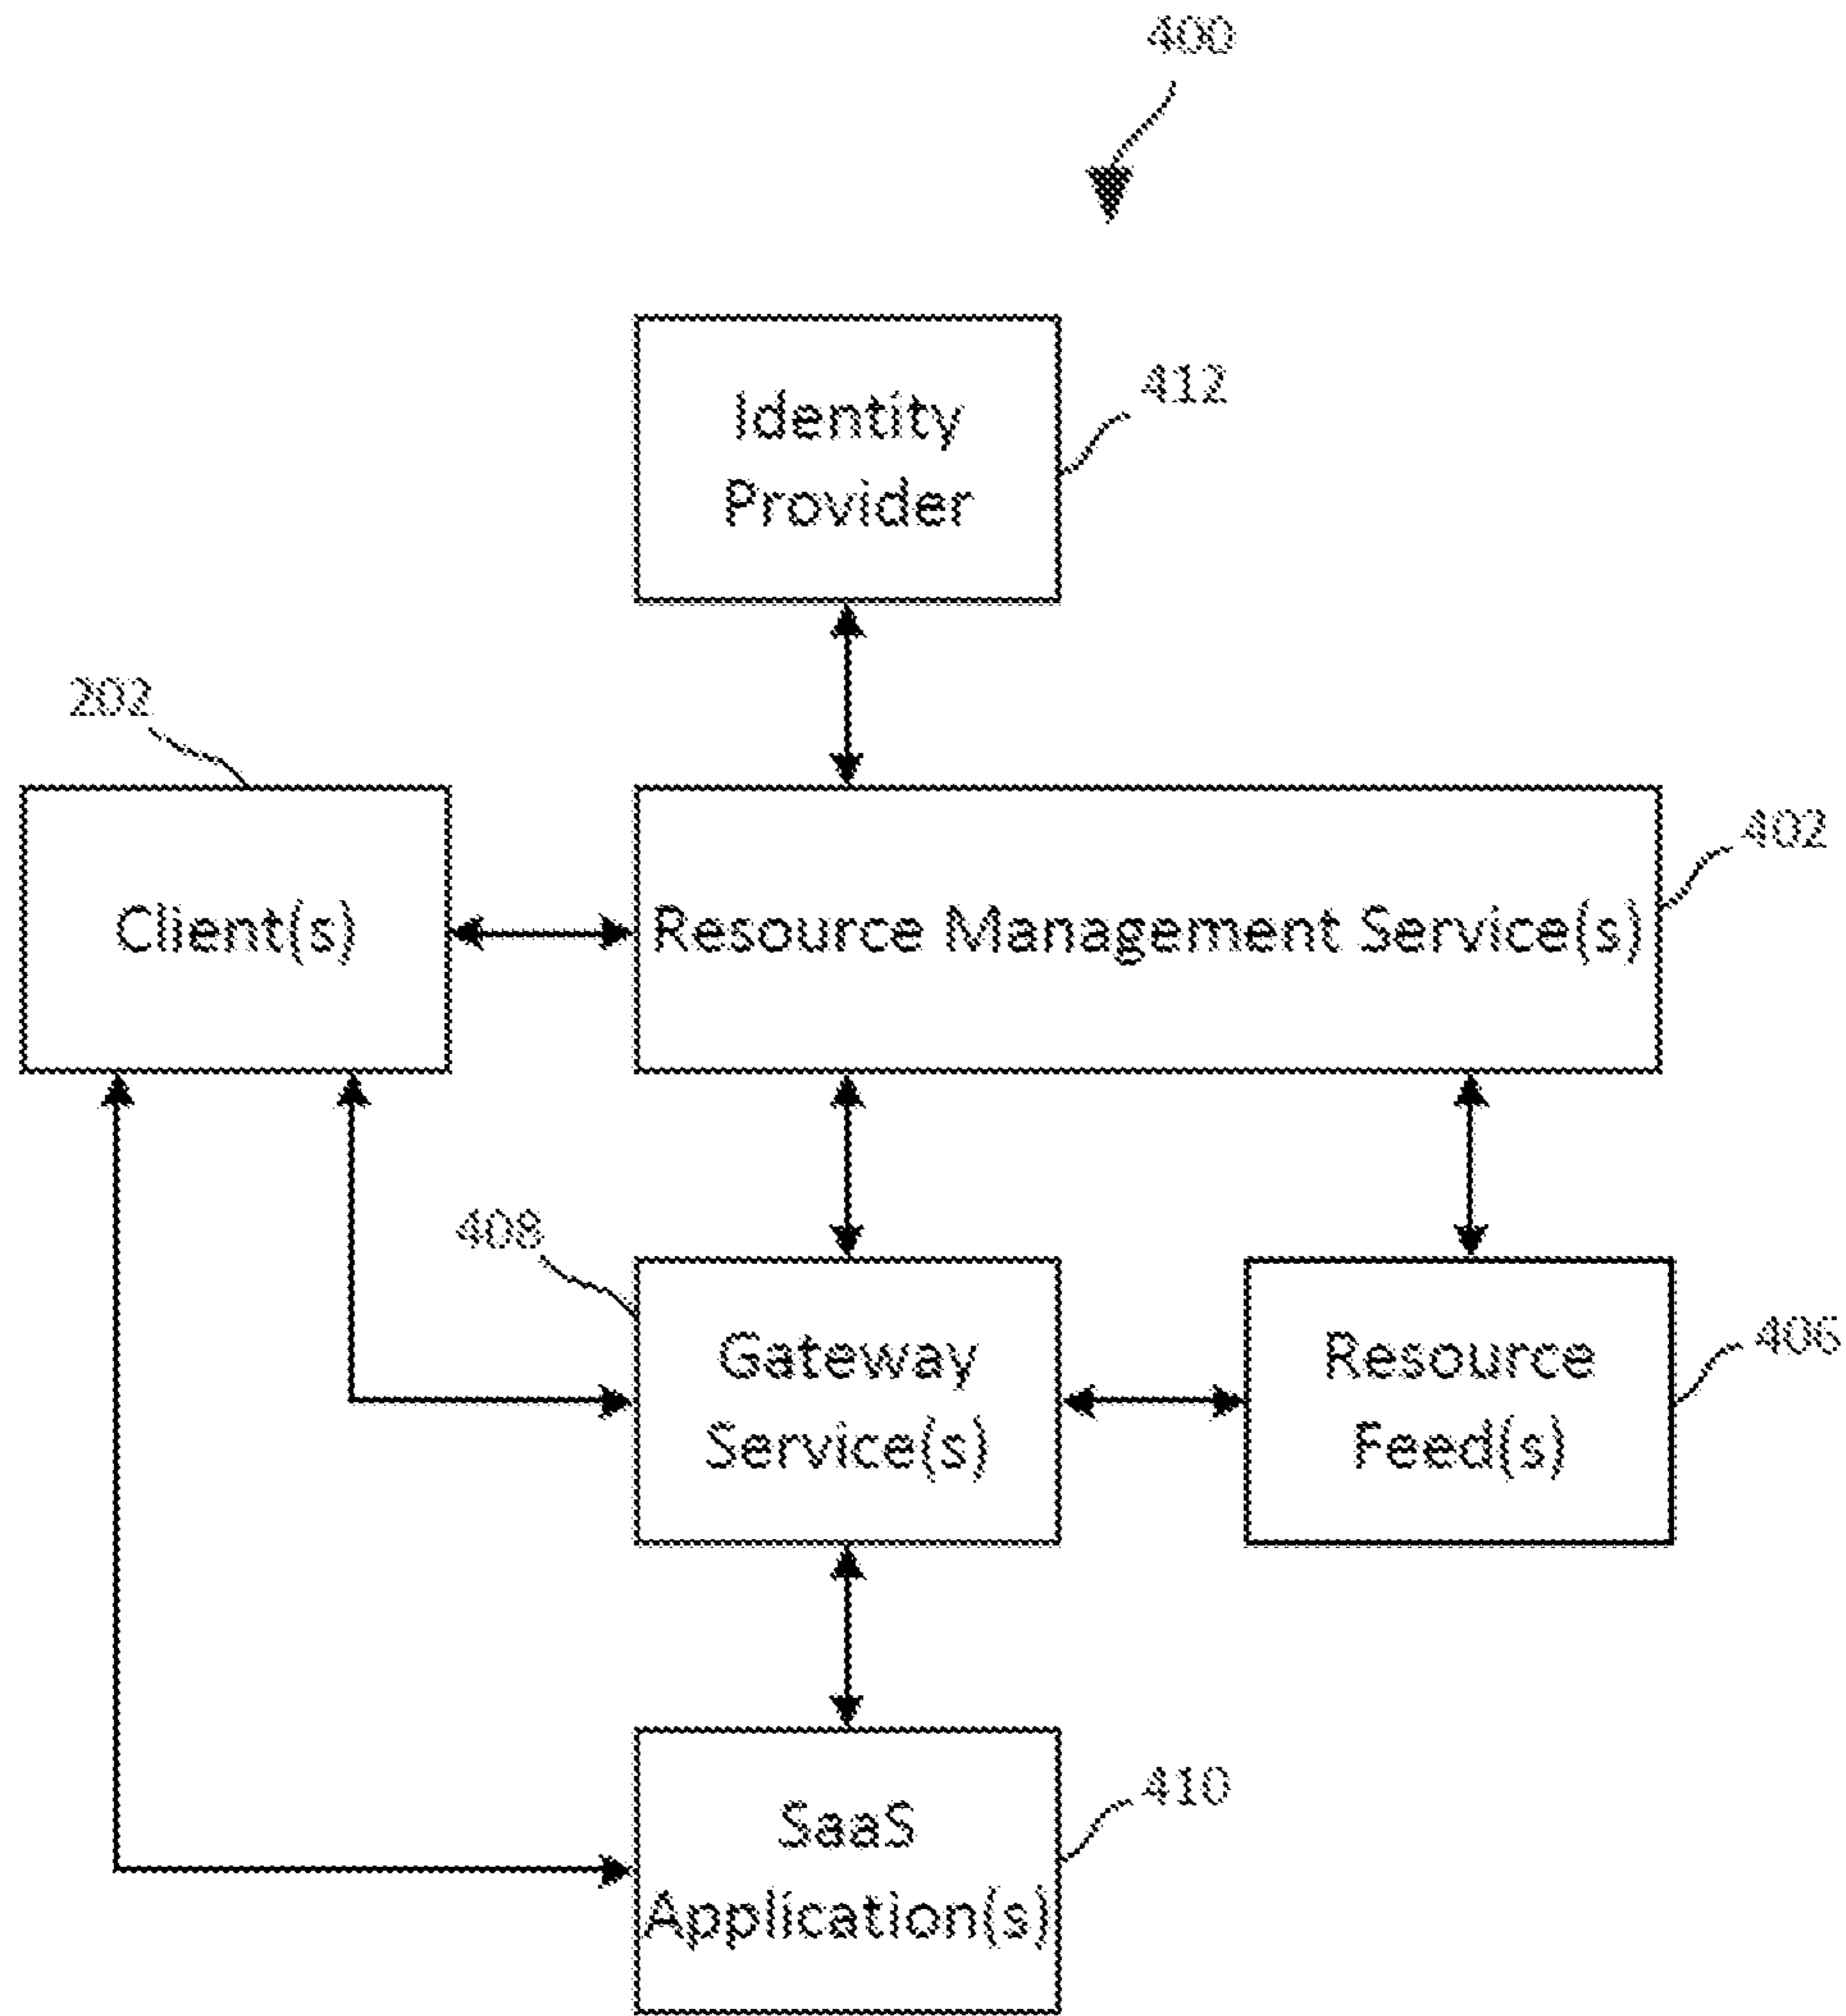 400
Identity
Provider
412
202
Client(s)
Resource Management Service(s)
402
408
Gateway
Service(s)
Resource
Feed(s)
406
SaaS
Application(s)
410